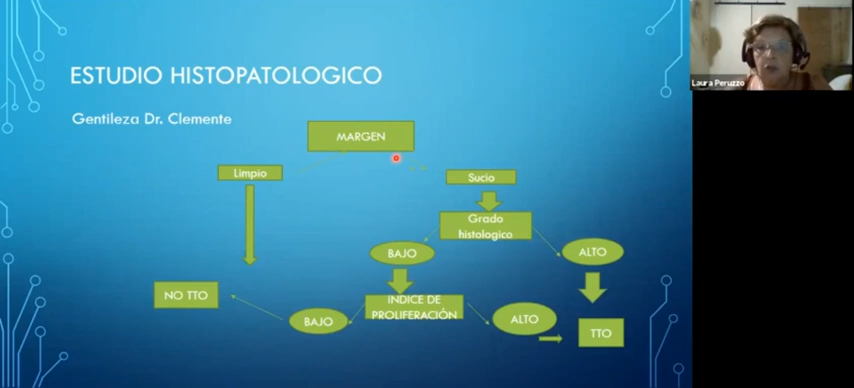 ESTUDIO HISTOPATOLOGICO
Gentileza Dr. Clemente
MARGEN
Limpio
Sucio
Grado
histologico
BAJO
ALTO
NO TTO
INDICE DE
PROLIFERACIÓN
BAJO
ALTO
TTO
Laura Peruzzo